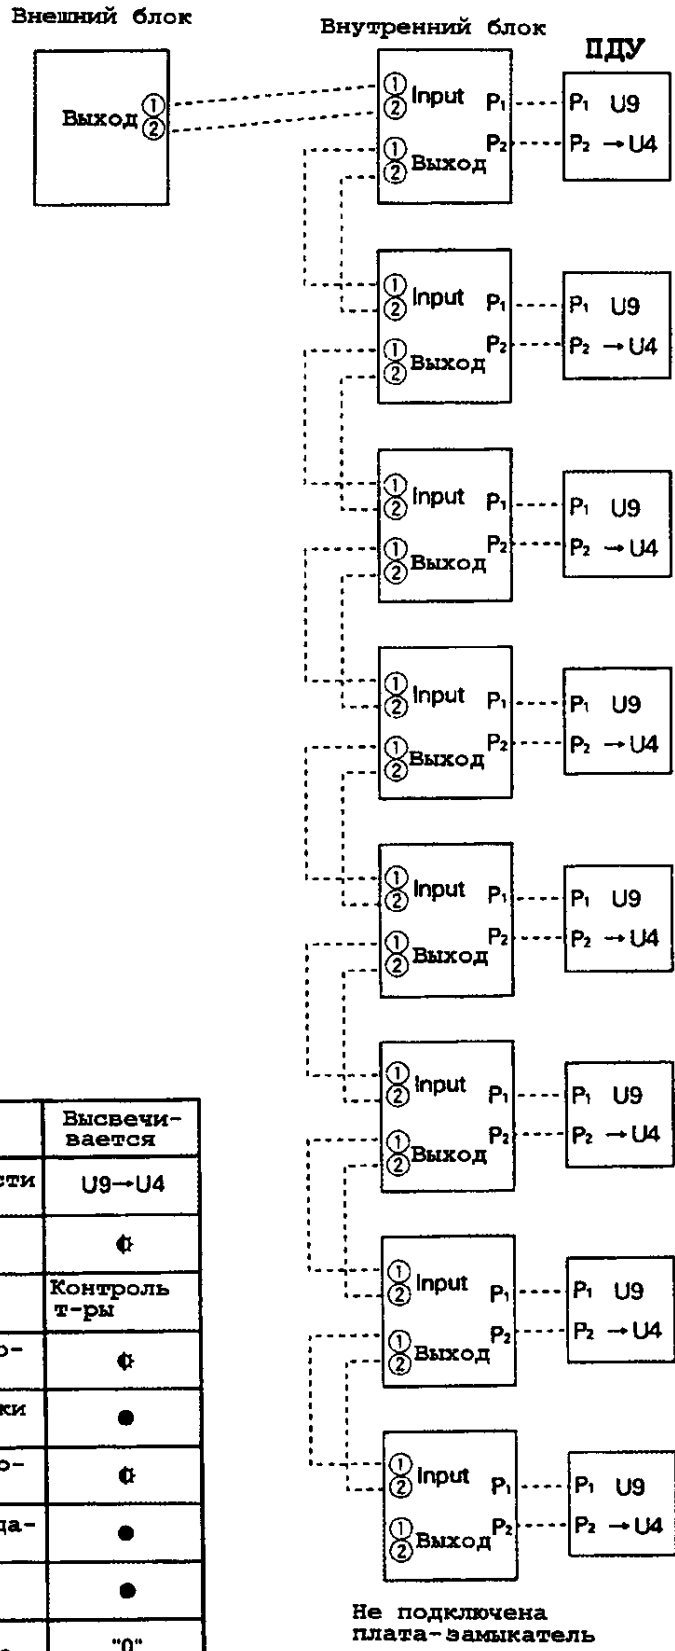 Внешний блок
Внутренний блок
ПДУ
Выход ① ②
① ② Input P₁ P₁ U9
① ② Выход P₂ P₂ →U4
① ② Input P₁ P₁ U9
① ② Выход P₂ P₂ →U4
① ② Input P₁ P₁ U9
① ② Выход P₂ P₂ →U4
① ② Input P₁ P₁ U9
① ② Выход P₂ P₂ →U4
① ② Input P₁ P₁ U9
① ② Выход P₂ P₂ →U4
① ② Input P₁ P₁ U9
① ② Выход P₂ P₂ →U4
① ② Input P₁ P₁ U9
① ② Выход P₂ P₂ →U4
① ② Input P₁ P₁ U9
① ② Выход P₂ P₂ →U4
Не подключена
плата-замыкатель
Высвечи-
вается
сти U9→U4
Контроль
т-ры
о-
ки
о-
да-
"0"